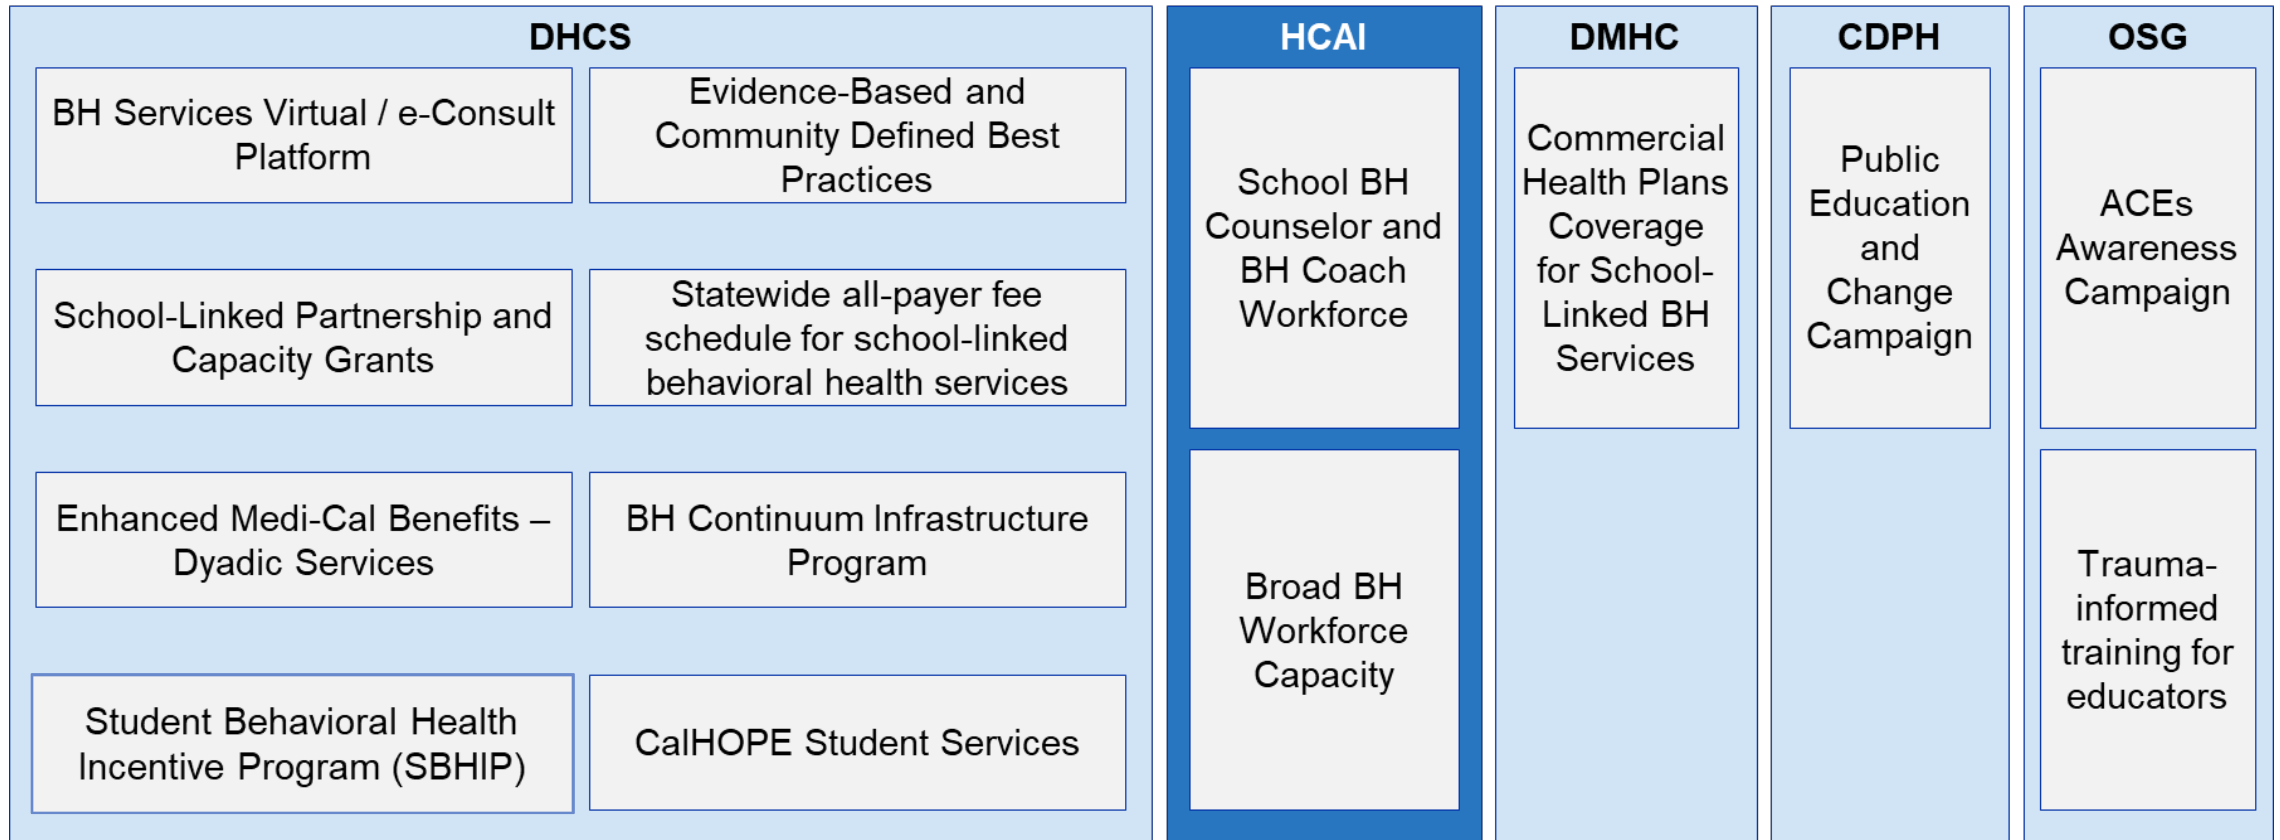 DHCS
BH Services Virtual / e-Consult
Platform
Evidence-Based and
Community Defined Best
Practices
School-Linked Partnership and
Capacity Grants
Statewide all-payer fee
schedule for school-linked
behavioral health services
Enhanced Medi-Cal Benefits –
Dyadic Services
BH Continuum Infrastructure
Program
Student Behavioral Health
Incentive Program (SBHIP)
CalHOPE Student Services
HCAI
School BH
Counselor and
BH Coach
Workforce
Broad BH
Workforce
Capacity
DMHC
Commercial
Health Plans
Coverage
for School-
Linked BH
Services
CDPH
Public
Education
and
Change
Campaign
OSG
ACEs
Awareness
Campaign
Trauma-
informed
training for
educators